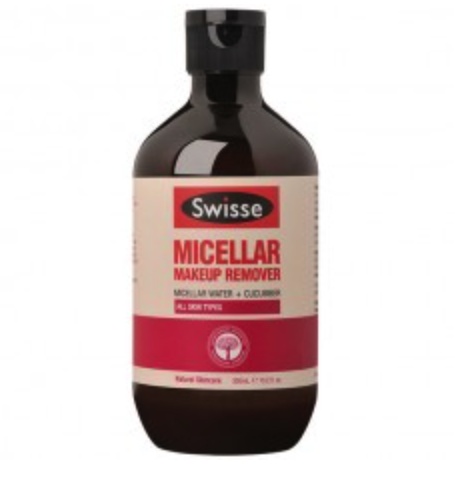 Swisse
MICELLAR
MAKEUP REMOVER
MICELLAR WATER + CUCUMBER
ALL SKIN TYPES
Natural Skincare